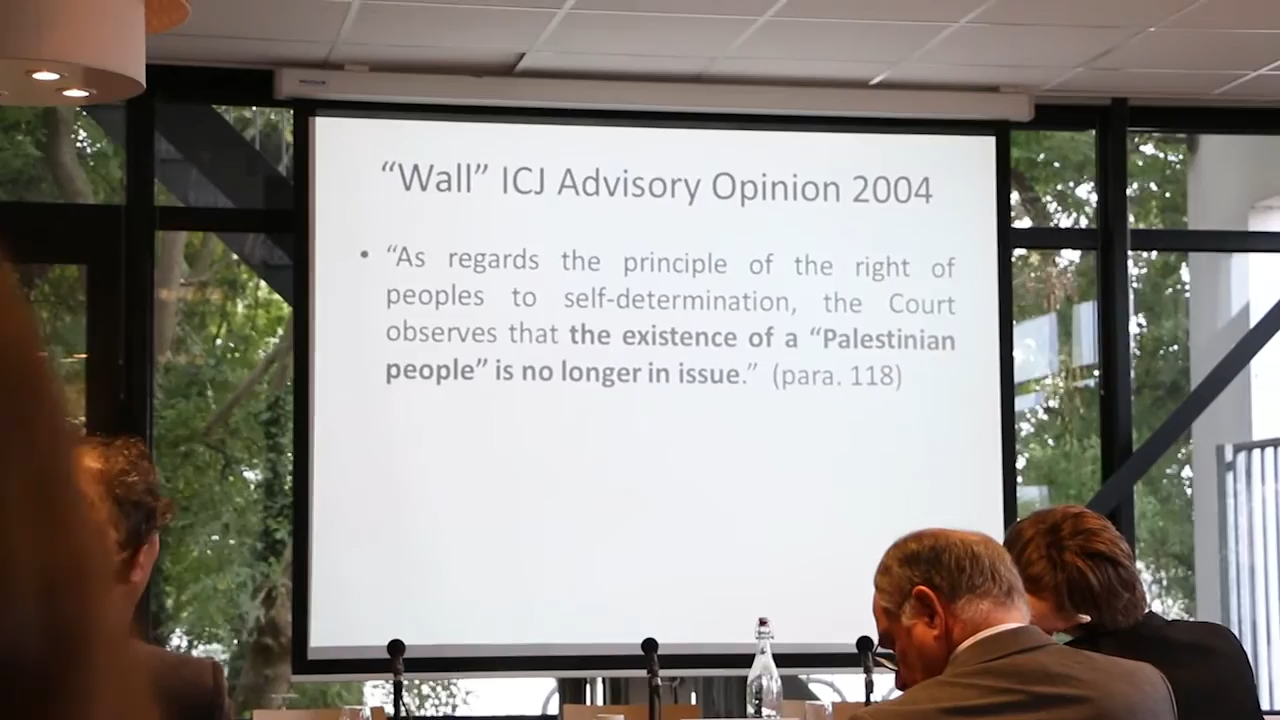 “Wall” ICJ Advisory Opinion 2004
• “As regards the principle of the right of
peoples to self-determination, the Court
observes that the existence of a “Palestinian
people” is no longer in issue.” (para. 118)